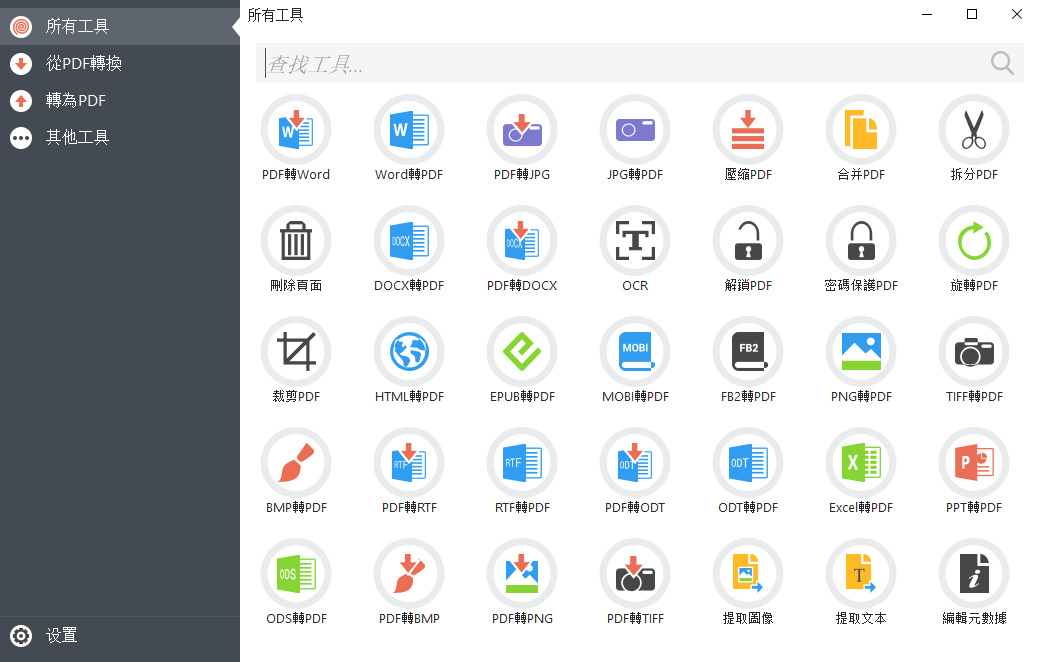 所有工具
從PDF轉換
轉為PDF
其他工具
设置
所有工具
查找工具...
W
PDF轉Word
W
Word轉PDF
PDF轉JPG
JPG轉PDF
壓縮PDF
合并PDF
拆分PDF
刪除頁面
DOCX
DOCX轉PDF
DOCX
PDF轉DOCX
T
OCR
解鎖PDF
密碼保護PDF
旋轉PDF
裁剪PDF
HTML轉PDF
EPUB轉PDF
MOBI
MOBI轉PDF
FB2
FB2轉PDF
PNG轉PDF
TIFF轉PDF
BMP轉PDF
RTF
PDF轉RTF
RTF
RTF轉PDF
ODT
PDF轉ODT
ODT
ODT轉PDF
X
Excel轉PDF
P
PPT轉PDF
ODS
ODS轉PDF
PDF轉BMP
PDF轉PNG
PDF轉TIFF
提取圖像
T
提取文本
i
編輯元數據